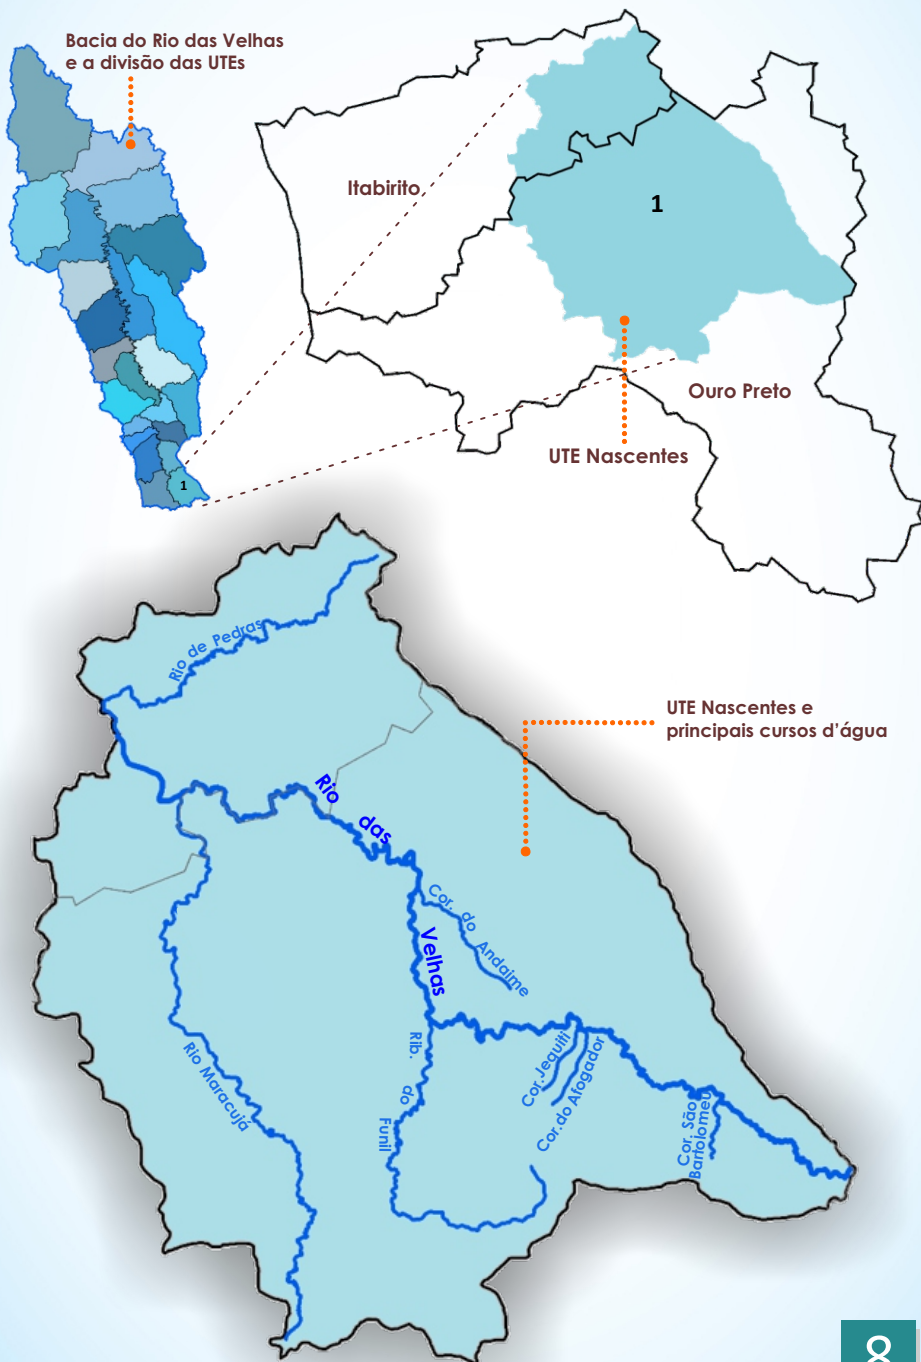 Bacia do Rio das Velhas
e a divisão das UTEs
Itabirito
1
Ouro Preto
UTE Nascentes
1
Rio de Pedras
UTE Nascentes e
principais cursos d'água
Rio das Velhas
Cor. do Andaime
Rio Maracujá
Rib. do Funil
Cor. Jequiti
Cor. do Afogador
Cor. São
Bartolomeu
8